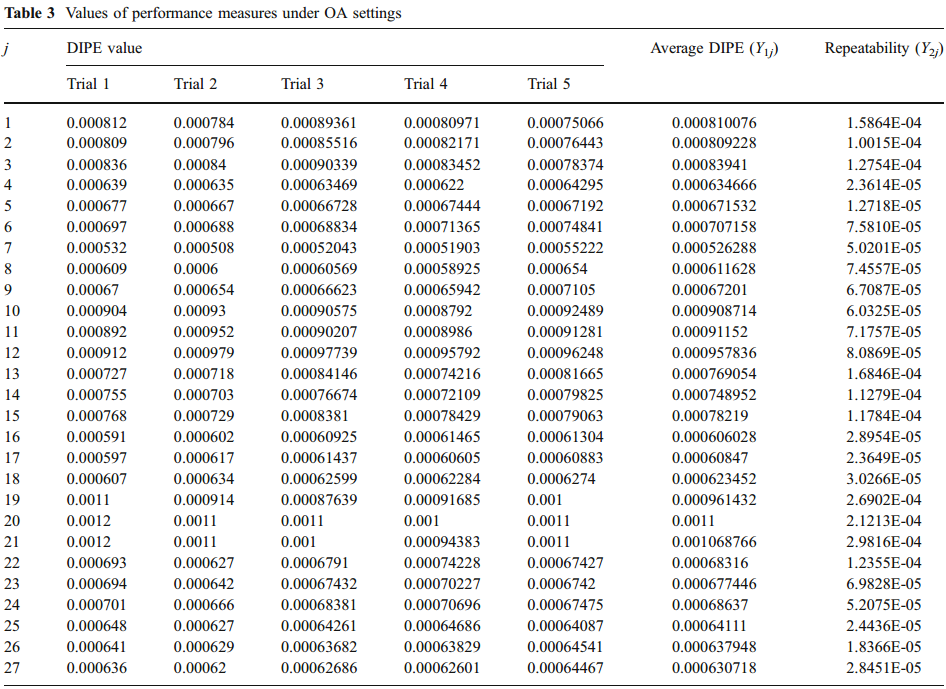 Table 3 Values of performance measures under OA settings
j DIPE value Average DIPE (Y1j) Repeatability (Y2j)
Trial 1 Trial 2 Trial 3 Trial 4 Trial 5
1 0.000812 0.000784 0.00089361 0.00080971 0.00075066 0.000810076 1.5864E-04
2 0.000809 0.000796 0.00085516 0.00082171 0.00076443 0.000809228 1.0015E-04
3 0.000836 0.00084 0.00090339 0.00083452 0.00078374 0.00083941 1.2754E-04
4 0.000639 0.000635 0.00063469 0.000622 0.00064295 0.000634666 2.3614E-05
5 0.000677 0.000667 0.00066728 0.00067444 0.00067192 0.000671532 1.2718E-05
6 0.000697 0.000688 0.00068834 0.00071365 0.00074841 0.000707158 7.5810E-05
7 0.000532 0.000508 0.00052043 0.00051903 0.00055222 0.000526288 5.0201E-05
8 0.000609 0.0006 0.00060569 0.00058925 0.000654 0.000611628 7.4557E-05
9 0.00067 0.000654 0.00066623 0.00065942 0.0007105 0.00067201 6.7087E-05
10 0.000904 0.00093 0.00090575 0.0008792 0.00092489 0.000908714 6.0325E-05
11 0.000892 0.000952 0.00090207 0.0008986 0.00091281 0.00091152 7.1757E-05
12 0.000912 0.000979 0.00097739 0.00095792 0.00096248 0.000957836 8.0869E-05
13 0.000727 0.000718 0.00084146 0.00074216 0.00081665 0.000769054 1.6846E-04
14 0.000755 0.000703 0.00076674 0.00072109 0.00079825 0.000748952 1.1279E-04
15 0.000768 0.000729 0.0008381 0.00078429 0.00079063 0.00078219 1.1784E-04
16 0.000591 0.000602 0.00060925 0.00061465 0.00061304 0.000606028 2.8954E-05
17 0.000597 0.000617 0.00061437 0.00060605 0.00060883 0.00060847 2.3649E-05
18 0.000607 0.000634 0.00062599 0.00062284 0.0006274 0.000623452 3.0266E-05
19 0.0011 0.000914 0.00087639 0.00091685 0.001 0.000961432 2.6902E-04
20 0.0012 0.0011 0.0011 0.001 0.0011 0.0011 2.1213E-04
21 0.0012 0.0011 0.001 0.00094383 0.0011 0.001068766 2.9816E-04
22 0.000693 0.000627 0.0006791 0.00074228 0.00067427 0.00068316 1.2355E-04
23 0.000694 0.000642 0.00067432 0.00070227 0.0006742 0.000677446 6.9828E-05
24 0.000701 0.000666 0.00068381 0.00070696 0.00067475 0.00068637 5.2075E-05
25 0.000648 0.000627 0.00064261 0.00064686 0.00064087 0.00064111 2.4436E-05
26 0.000641 0.000629 0.00063682 0.00063829 0.00064541 0.000637948 1.8366E-05
27 0.000636 0.00062 0.00062686 0.00062601 0.00064467 0.000630718 2.8451E-05